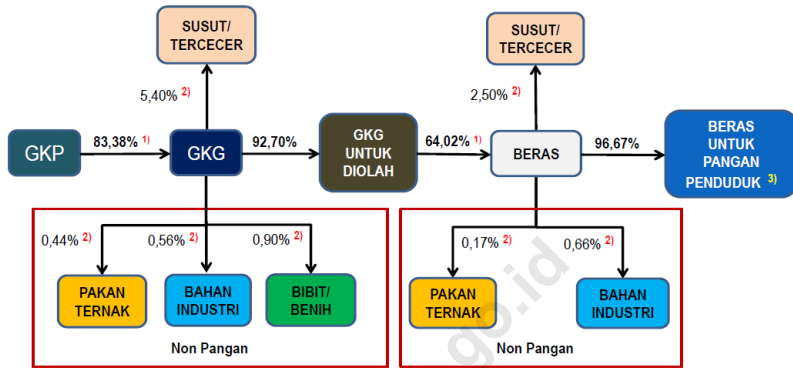 SUSUT/
TERCECER
SUSUT/
TERCECER
5,40% 2)
2,50% 2)
GKP
83,38% 1)
GKG
92,70%
GKG
UNTUK
DIOLAH
64,02% 1)
BERAS
96,67%
BERAS
UNTUK
PANGAN
PENDUDUK 3)
0,44% 2)
0,56% 2)
0,90% 2)
0,17% 2)
0,66% 2)
PAKAN
TERNAK
BAHAN
INDUSTRI
BIBIT/
BENIH
PAKAN
TERNAK
BAHAN
INDUSTRI
Non Pangan
Non Pangan
go.id